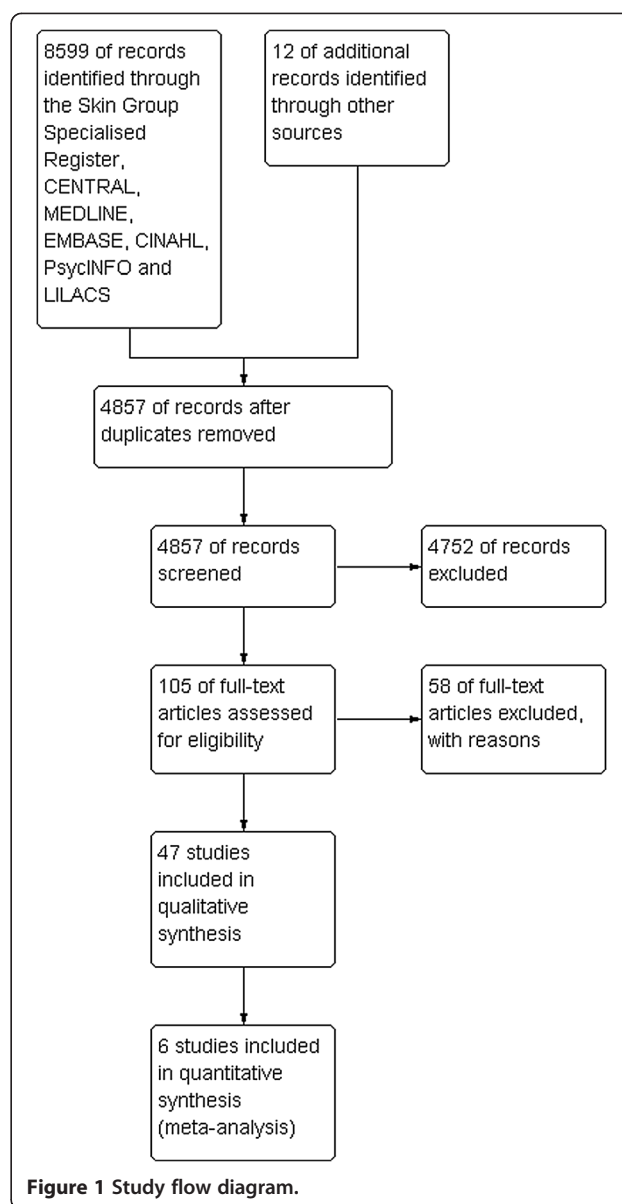 8599 of records
identified through
the Skin Group
Specialised
Register,
CENTRAL,
MEDLINE,
EMBASE, CINAHL,
PsycINFO and
LILACS
12 of additional
records identified
through other
sources
4857 of records after
duplicates removed
4857 of records
screened
4752 of records
excluded
105 of full-text
articles assessed
for eligibility
58 of full-text
articles excluded,
with reasons
47 studies
included in
qualitative
synthesis
6 studies included
in quantitative
synthesis
(meta-analysis)
Figure 1 Study flow diagram.